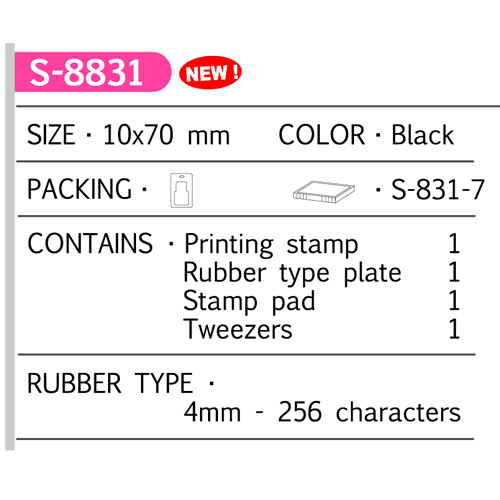 S-8831 NEW!
SIZE · 10x70 mm COLOR · Black
PACKING · · S-831-7
CONTAINS · Printing stamp 1
Rubber type plate 1
Stamp pad 1
Tweezers 1
RUBBER TYPE ·
4mm - 256 characters